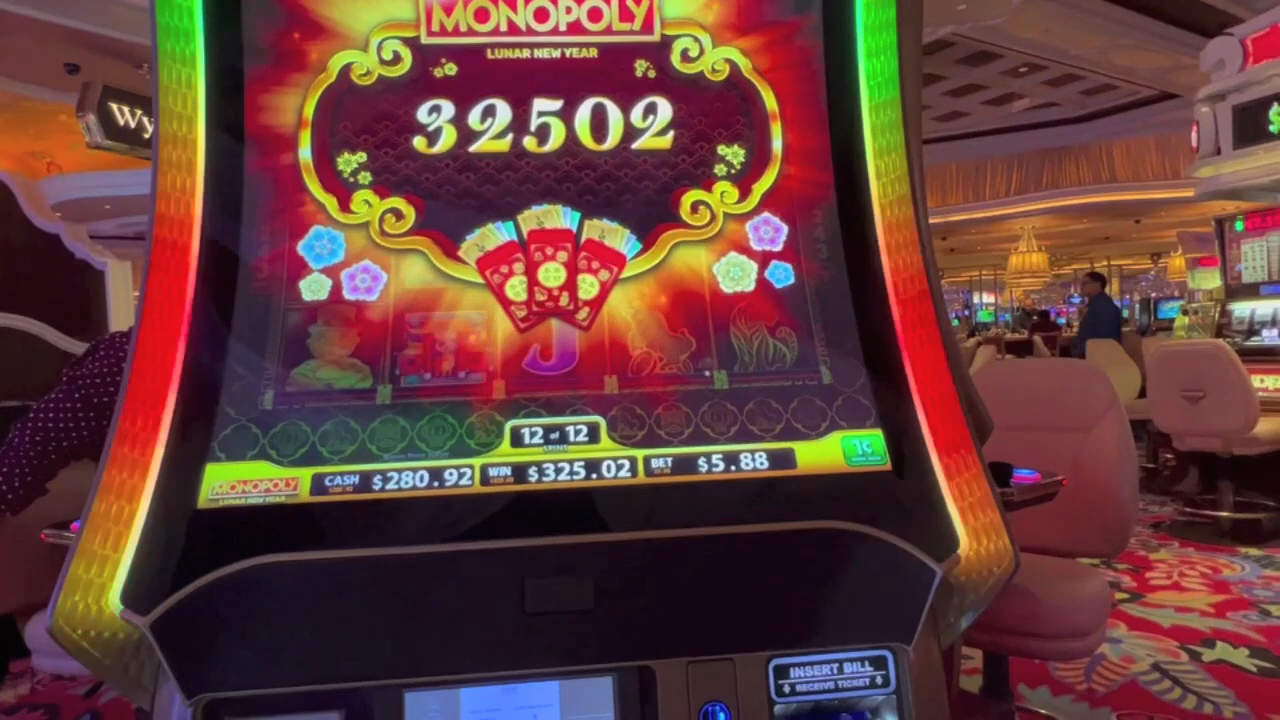 MONOPOLY
LUNAR NEW YEAR
32502
Wy
J
12 of 12
SPINS
CASH $280.92 WIN $325.02 BET $5.88 1¢
MONOPOLY
LUNAR NEW YEAR
INSERT BILL
RECEIVE TICKET